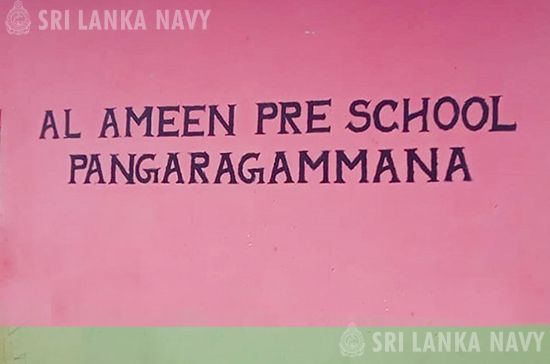 SRI LANKA NAVY
AL AMEEN PRE SCHOOL
PANGARAGAMMANA
SRI LANKA NAVY